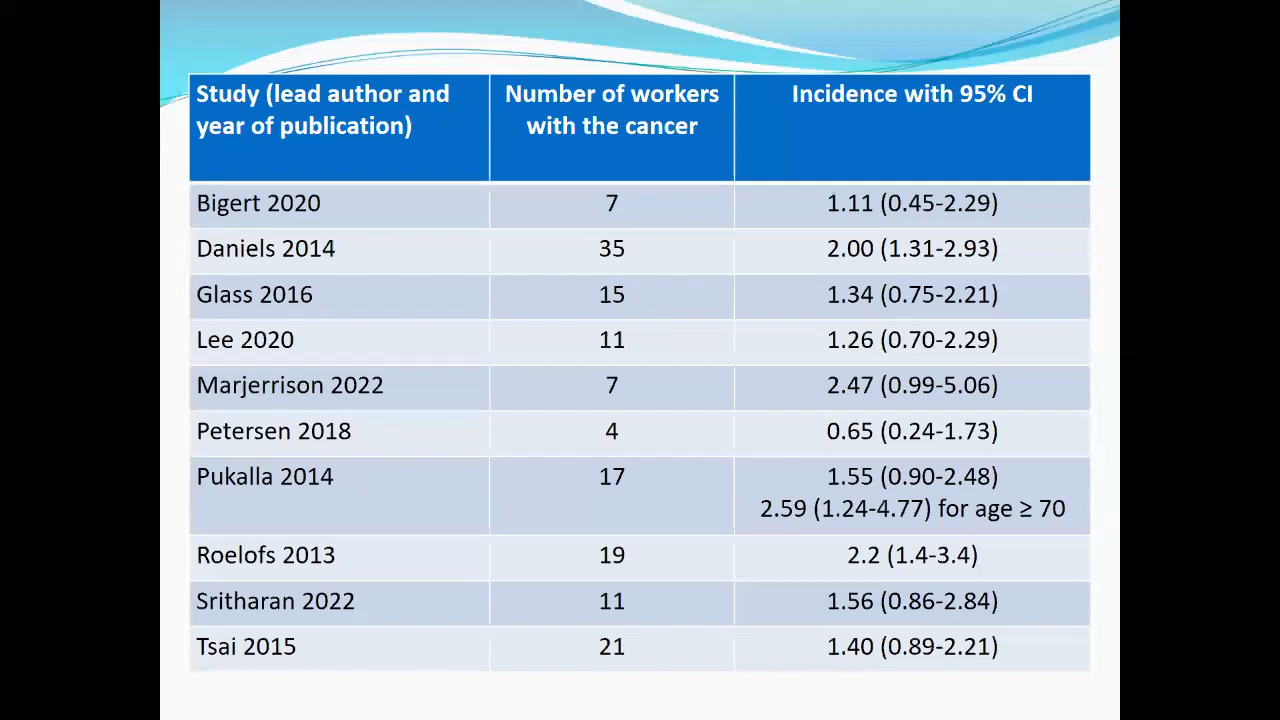 Study (lead author and year of publication) Number of workers with the cancer Incidence with 95% CI
Bigert 2020 7 1.11 (0.45-2.29)
Daniels 2014 35 2.00 (1.31-2.93)
Glass 2016 15 1.34 (0.75-2.21)
Lee 2020 11 1.26 (0.70-2.29)
Marjerrison 2022 7 2.47 (0.99-5.06)
Petersen 2018 4 0.65 (0.24-1.73)
Pukalla 2014 17 1.55 (0.90-2.48)
2.59 (1.24-4.77) for age ≥ 70
Roelofs 2013 19 2.2 (1.4-3.4)
Sritharan 2022 11 1.56 (0.86-2.84)
Tsai 2015 21 1.40 (0.89-2.21)